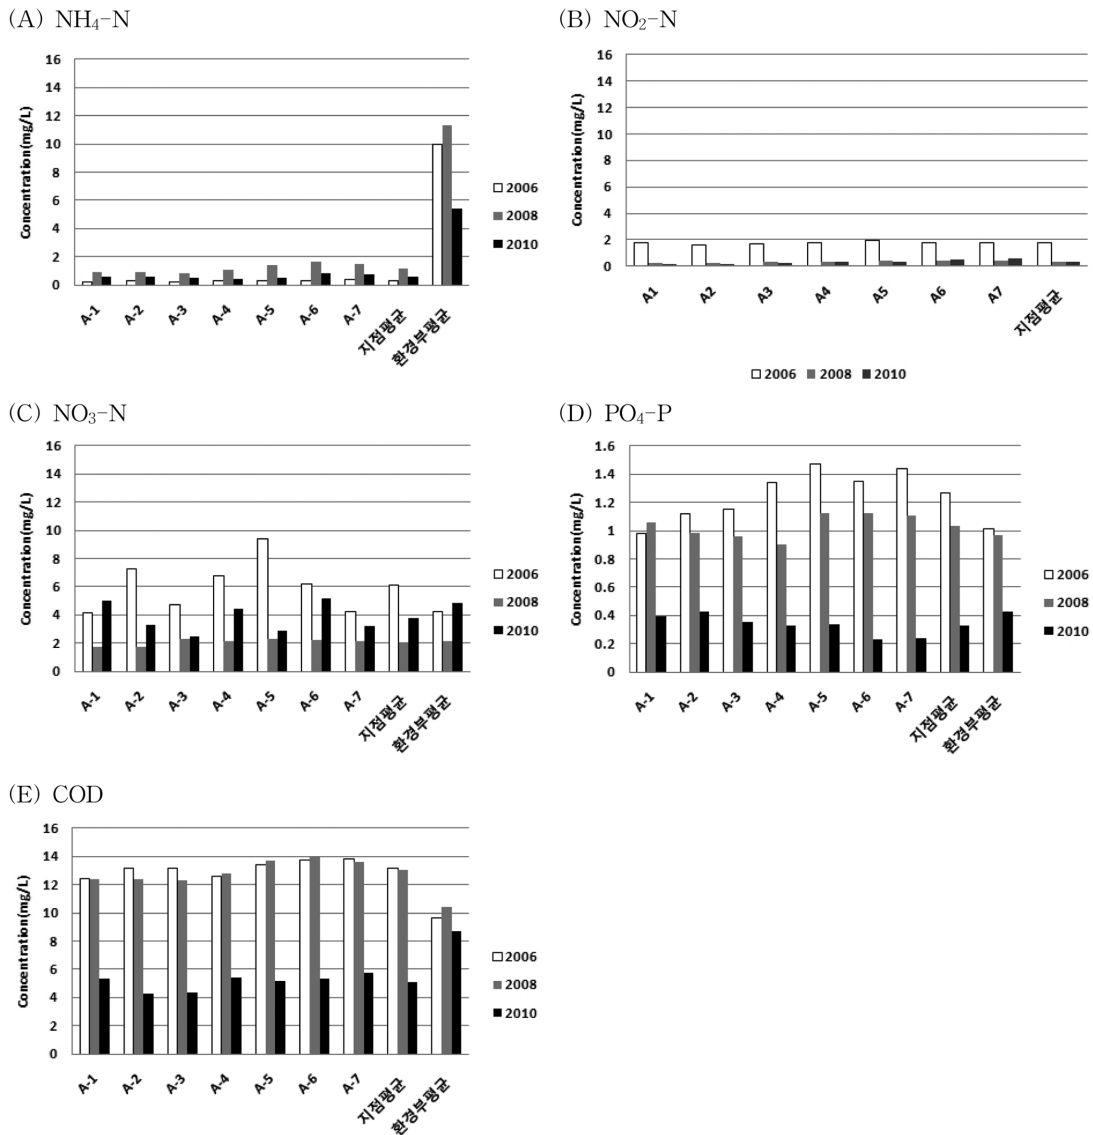 (A) NH₄-N
Concentration(mg/L)
16
14
12
10
8
6
4
2
0
A-1
A-2
A-3
A-4
A-5
A-6
A-7
지점평균
환경부평균
2006
2008
2010
(B) NO₂-N
Concentration(mg/L)
16
14
12
10
8
6
4
2
0
A1
A2
A3
A4
A5
A6
A7
지점평균
2006 2008 2010
(C) NO₃-N
Concentration(mg/L)
16
14
12
10
8
6
4
2
0
A-1
A-2
A-3
A-4
A-5
A-6
A-7
지점평균
환경부평균
2006
2008
2010
(D) PO₄-P
Concentration(mg/L)
1.6
1.4
1.2
1
0.8
0.6
0.4
0.2
0
A-1
A-2
A-3
A-4
A-5
A-6
A-7
지점평균
환경부평균
2006
2008
2010
(E) COD
Concentration(mg/L)
16
14
12
10
8
6
4
2
0
A-1
A-2
A-3
A-4
A-5
A-6
A-7
지점평균
환경부평균
2006
2008
2010